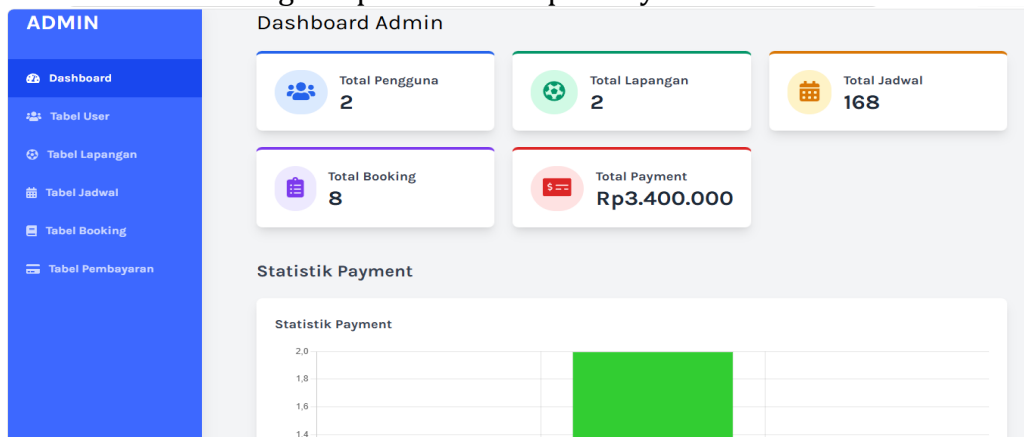 ADMIN
Dashboard
Tabel User
Tabel Lapangan
Tabel Jadwal
Tabel Booking
Tabel Pembayaran
Dashboard Admin
Total Pengguna
2
Total Lapangan
2
Total Jadwal
168
Total Booking
8
Total Payment
Rp3.400.000
Statistik Payment
Statistik Payment
2,0
1,8
1,6
1,4